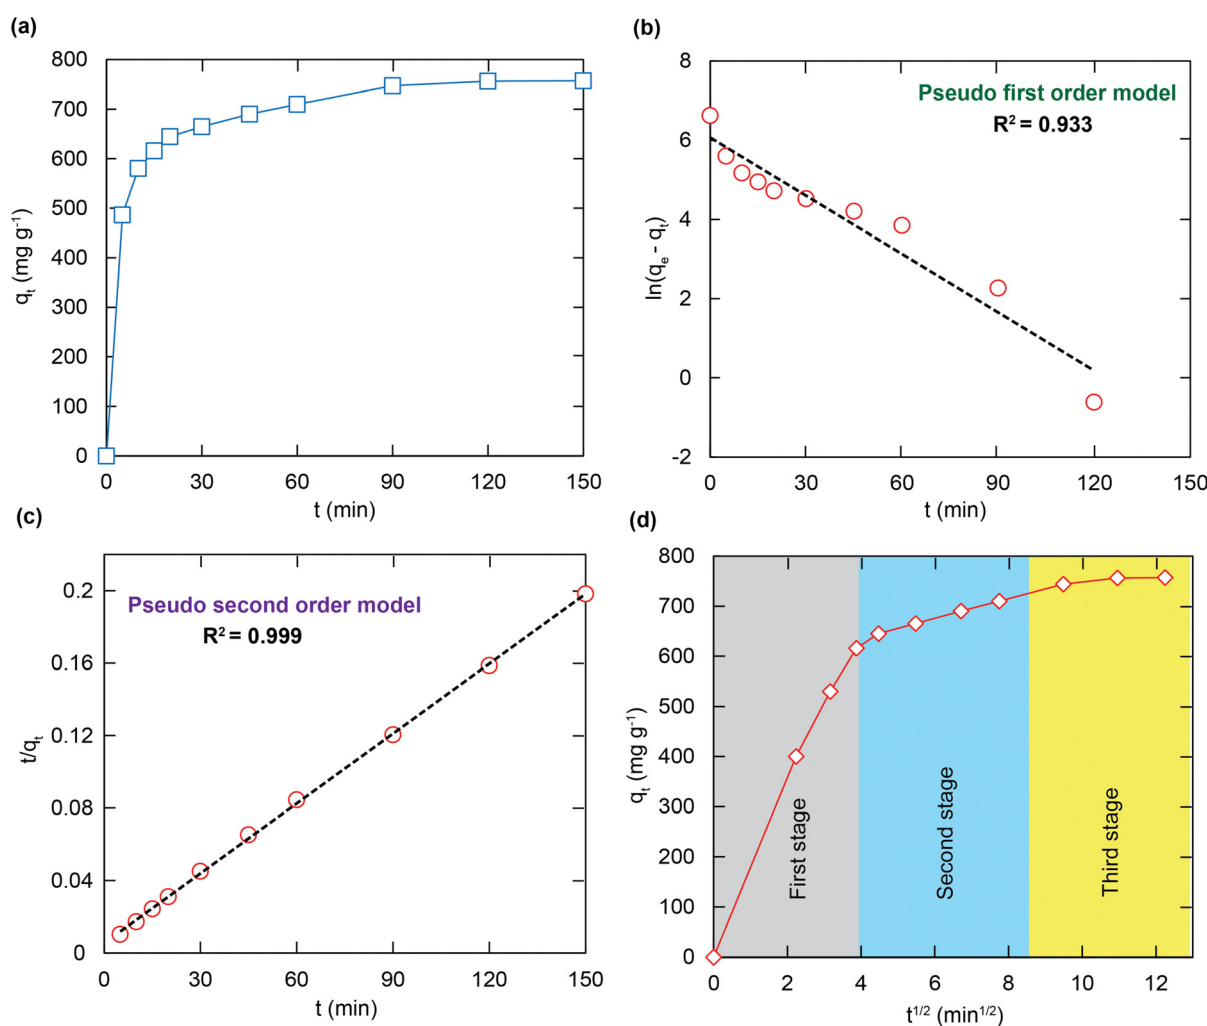 (a)
800
700
600
500
400
300
200
100
0
q_t (mg g⁻¹)
0 30 60 90 120 150
t (min)
(b)
8
6
4
2
0
-2
ln(q_e - q_t)
Pseudo first order model
R² = 0.933
0 30 60 90 120 150
t (min)
(c)
0.2
0.16
0.12
0.08
0.04
0
t/q_t
Pseudo second order model
R² = 0.999
0 30 60 90 120 150
t (min)
(d)
800
700
600
500
400
300
200
100
0
q_t (mg g⁻¹)
First stage
Second stage
Third stage
0 2 4 6 8 10 12
t^1/2 (min^1/2)